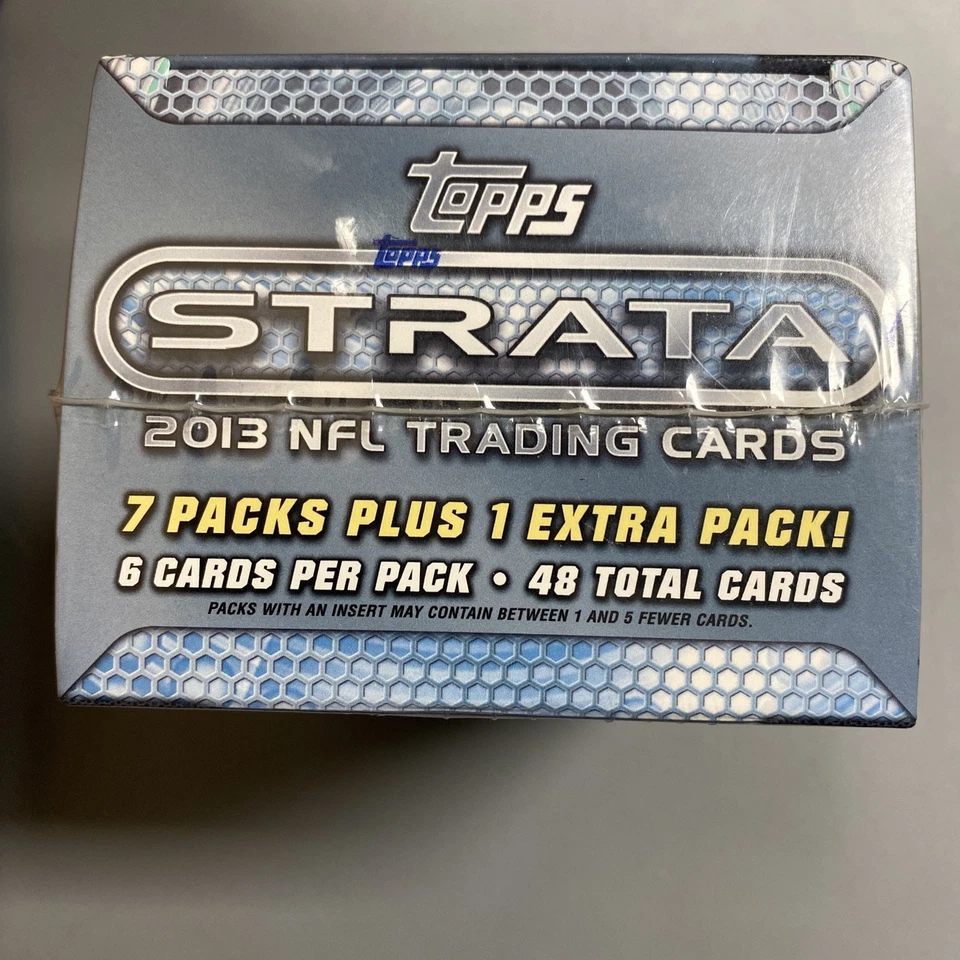 TOPPS
TOPPS
STRATA
2013 NFL TRADING CARDS
7 PACKS PLUS 1 EXTRA PACK!
6 CARDS PER PACK • 48 TOTAL CARDS
PACKS WITH AN INSERT MAY CONTAIN BETWEEN 1 AND 5 FEWER CARDS.